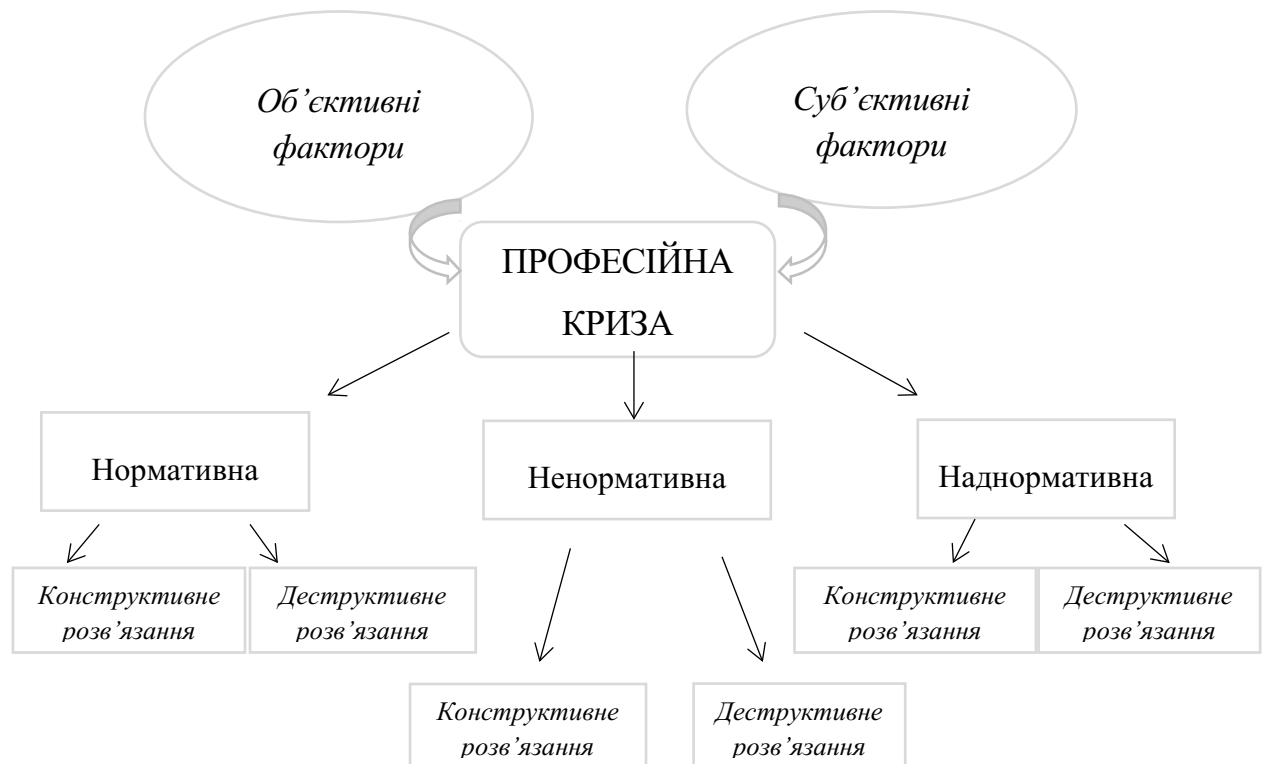 Об’єктивні
фактори
Суб’єктивні
фактори
ПРОФЕСІЙНА
КРИЗА
Нормативна
Ненормативна
Наднормативна
Конструктивне
розв’язання
Деструктивне
розв’язання
Конструктивне
розв’язання
Деструктивне
розв’язання
Конструктивне
розв’язання
Деструктивне
розв’язання